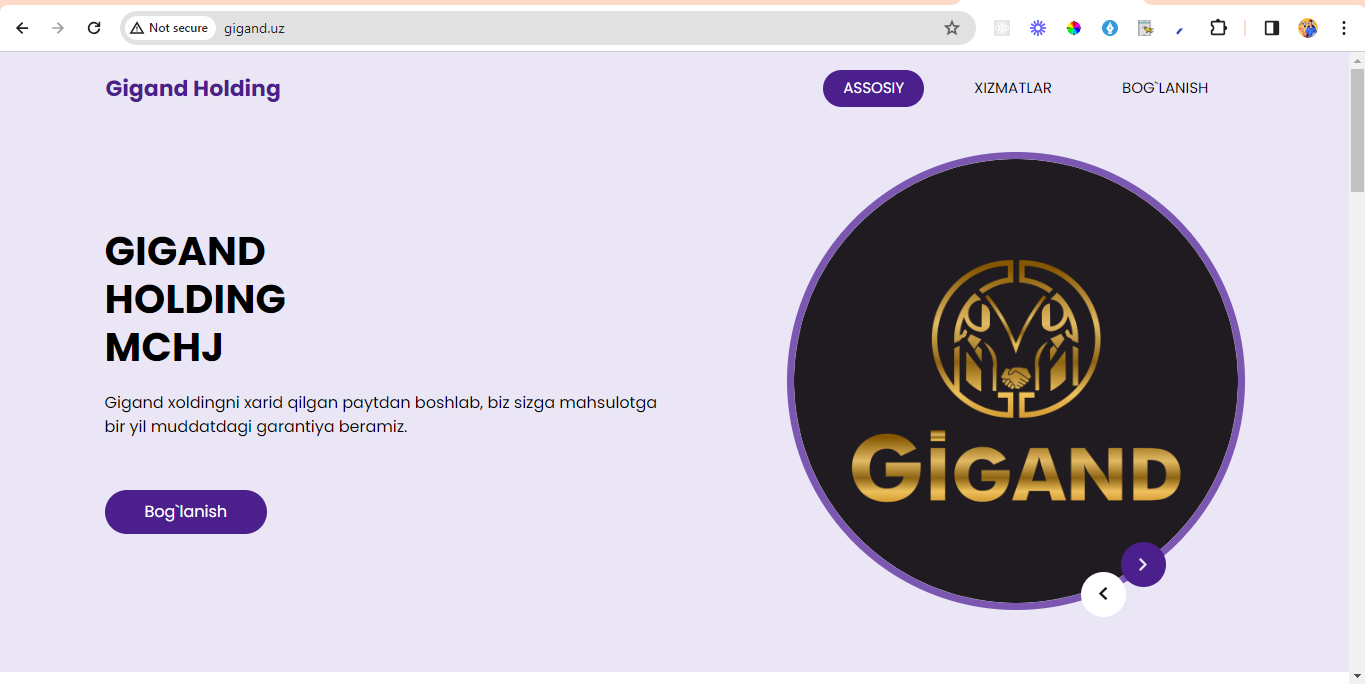 Not secure
gigand.uz
Gigand Holding
ASSOSIY
XIZMATLAR
BOG`LANISH
GIGAND
HOLDING
MCHJ
Gigand xoldingni xarid qilgan paytdan boshlab, biz sizga mahsulotga
bir yil muddatdagi garantiya beramiz.
Bog`lanish
GiGAND